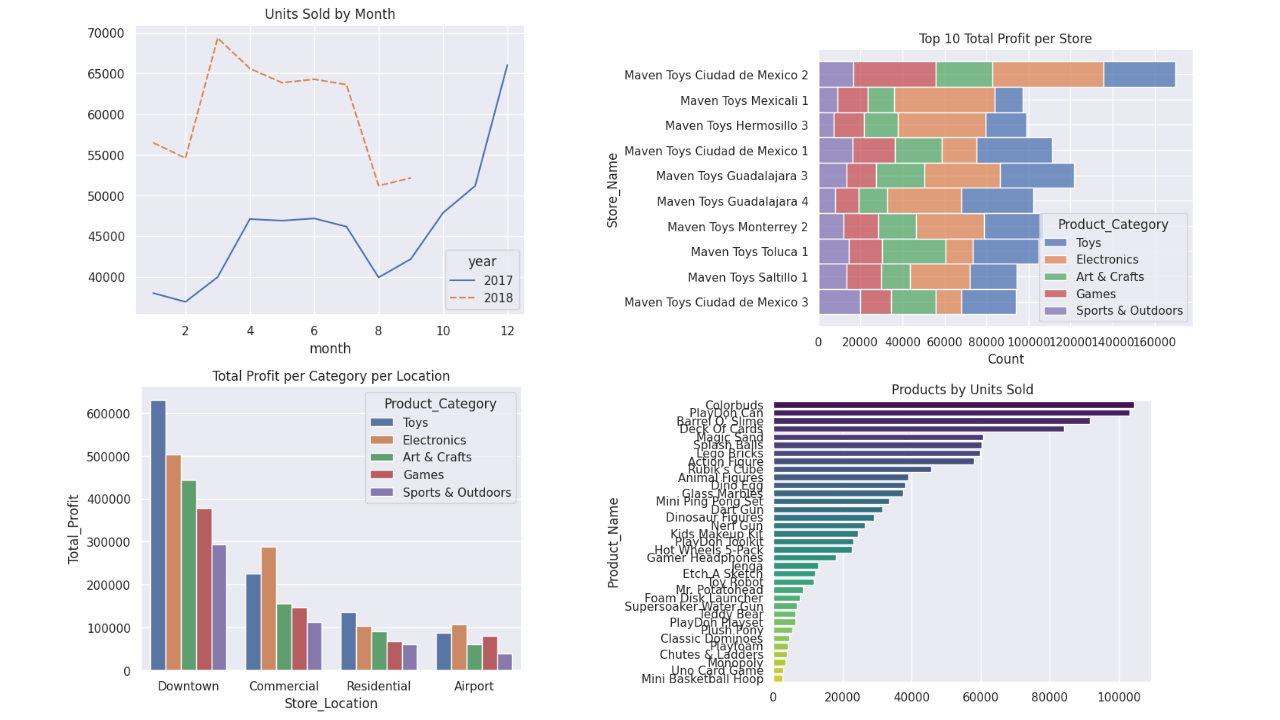 Units Sold by Month
70000
65000
60000
55000
50000
45000
40000
2 4 6 8 10 12
month
year
2017
2018
Top 10 Total Profit per Store
Store_Name
Maven Toys Ciudad de Mexico 2
Maven Toys Mexicali 1
Maven Toys Hermosillo 3
Maven Toys Ciudad de Mexico 1
Maven Toys Guadalajara 3
Maven Toys Guadalajara 4
Maven Toys Monterrey 2
Maven Toys Toluca 1
Maven Toys Saltillo 1
Maven Toys Ciudad de Mexico 3
Product_Category
Toys
Electronics
Art & Crafts
Games
Sports & Outdoors
0 20000 40000 60000 80000 100000 120000 140000 160000
Count
Total Profit per Category per Location
Total_Profit
600000
500000
400000
300000
200000
100000
0
Product_Category
Toys
Electronics
Art & Crafts
Games
Sports & Outdoors
Downtown Commercial Residential Airport
Store_Location
Products by Units Sold
Product_Name
Colorbuds
PlayDoh Can
Barrel O' Slime
Deck Of Cards
Magic Sand
Splash Balls
Lego Bricks
Action Figure
Rubik's Cube
Animal Figures
Dino Egg
Glass Marbles
Mini Ping Pong Set
Dart Gun
Dinosaur Figures
Nerf Gun
Kids Makeup Kit
PlayDoh Toolkit
Hot Wheels 5-Pack
Gamer Headphones
Jenga
Etch A Sketch
Toy Robot
Mr. Potatohead
Foam Disk Launcher
Supersoaker Water Gun
Teddy Bear
PlayDoh Playset
Plush Pony
Classic Dominoes
Playfoam
Chutes & Ladders
Monopoly
Uno Card Game
Mini Basketball Hoop
0 20000 40000 60000 80000 100000